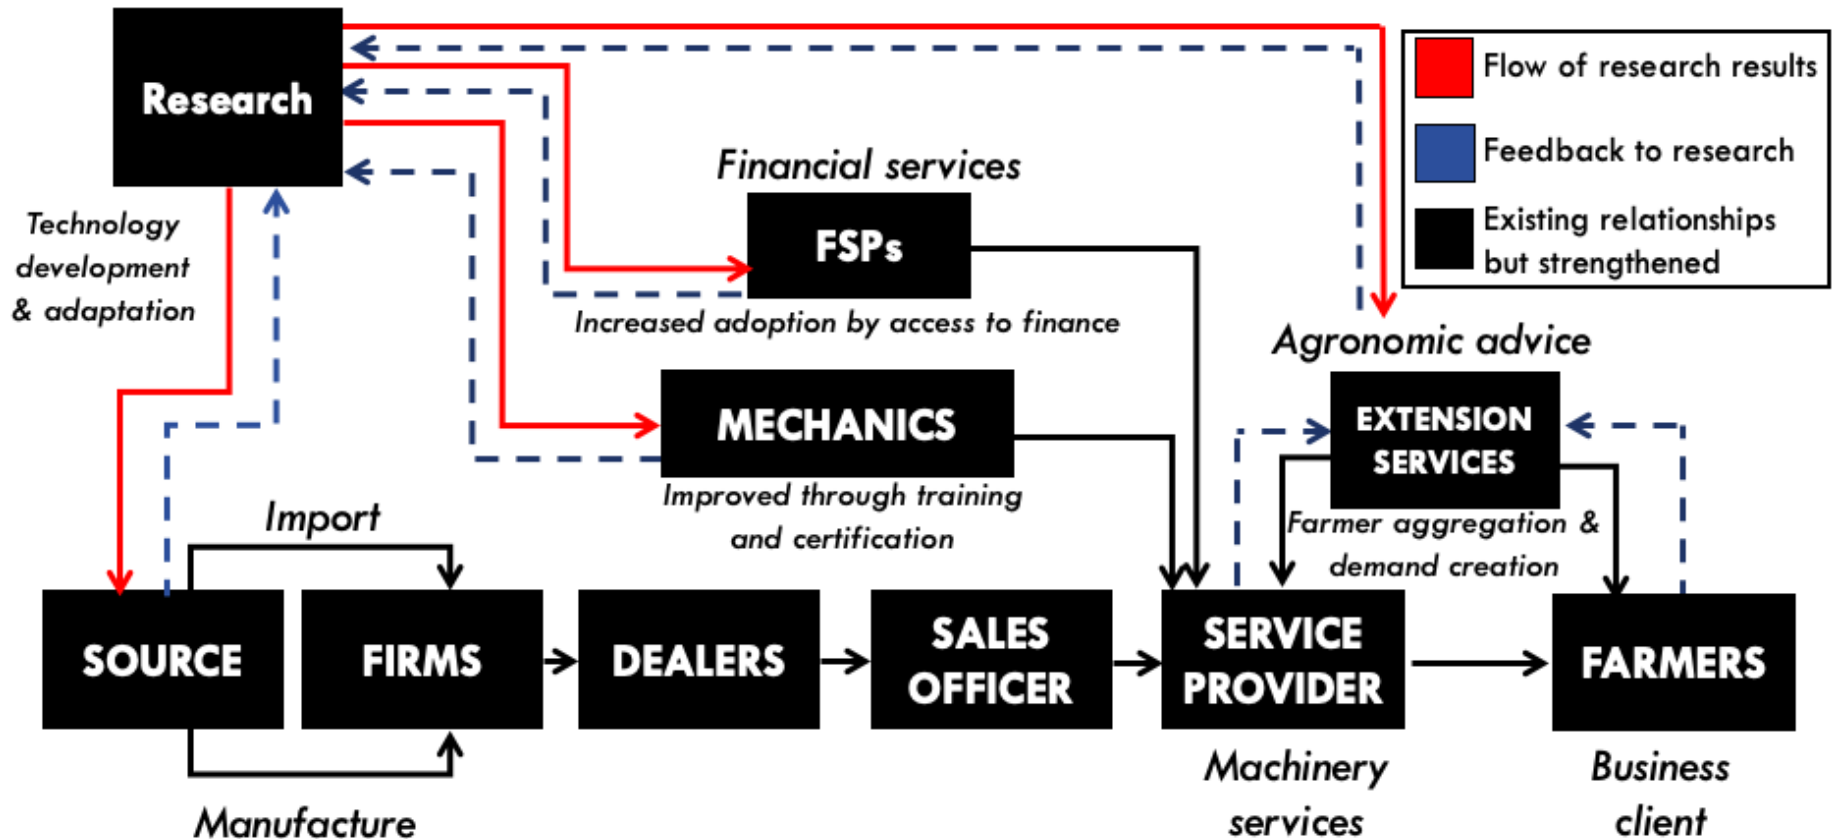 Research
Flow of research results
Feedback to research
Existing relationships
but strengthened
Technology
development
& adaptation
Financial services
FSPs
Increased adoption by access to finance
Agronomic advice
MECHANICS
Improved through training
and certification
EXTENSION
SERVICES
Farmer aggregation &
demand creation
Import
SOURCE
FIRMS
DEALERS
SALES
OFFICER
SERVICE
PROVIDER
FARMERS
Manufacture
Machinery
services
Business
client